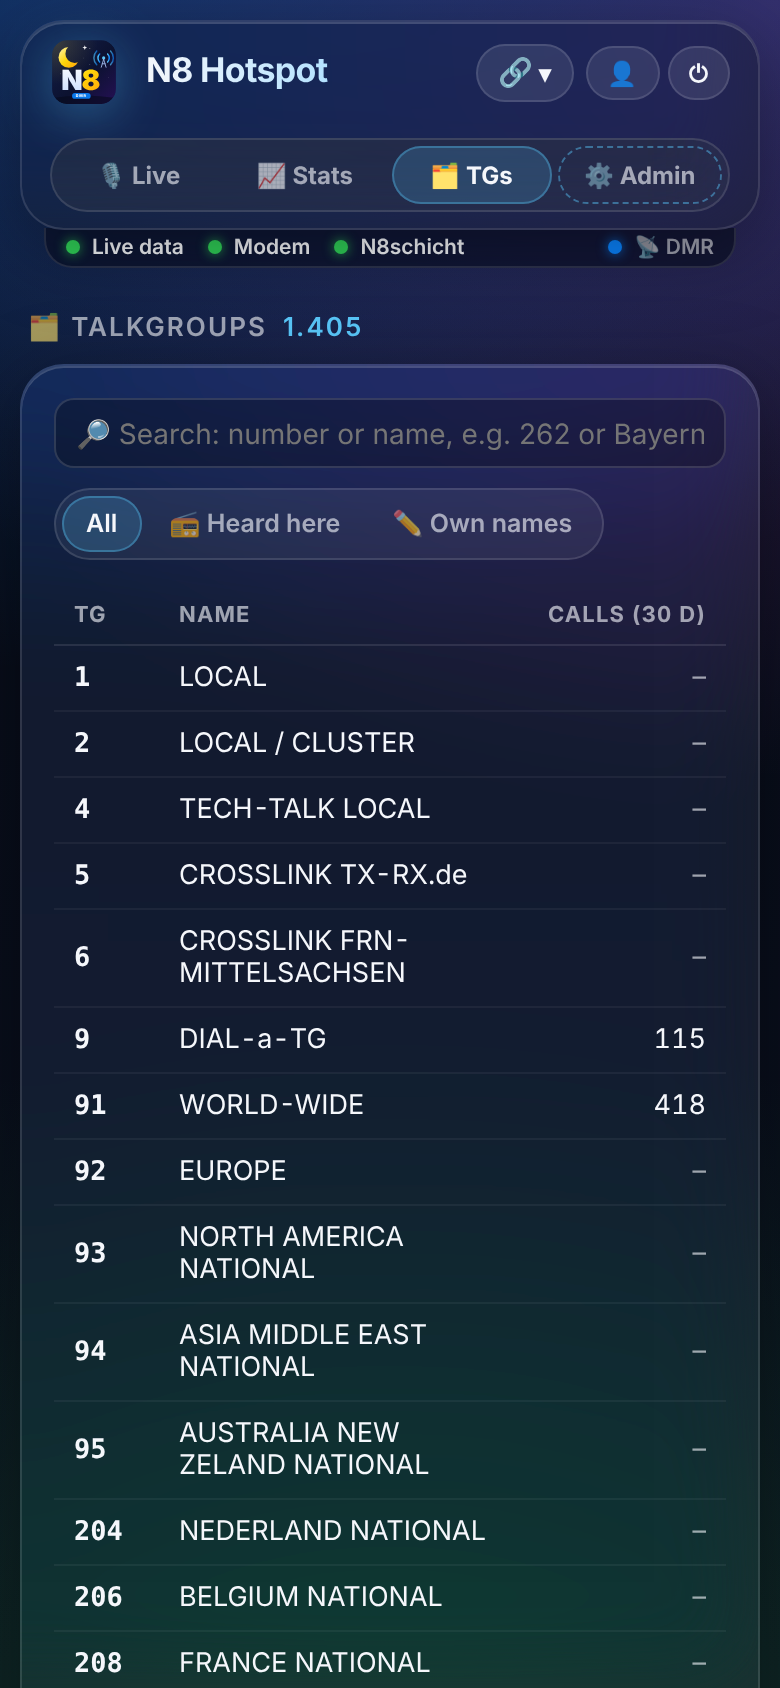 N8
N8 Hotspot
Live
Stats
TGs
Admin
Live data
Modem
N8schicht
DMR
TALKGROUPS 1.405
Search: number or name, e.g. 262 or Bayern
All
Heard here
Own names
TG NAME CALLS (30 D)
1 LOCAL –
2 LOCAL / CLUSTER –
4 TECH-TALK LOCAL –
5 CROSSLINK TX-RX.de –
6 CROSSLINK FRN-
MITTELSACHSEN –
9 DIAL-a-TG 115
91 WORLD-WIDE 418
92 EUROPE –
93 NORTH AMERICA
NATIONAL –
94 ASIA MIDDLE EAST
NATIONAL –
95 AUSTRALIA NEW
ZELAND NATIONAL –
204 NEDERLAND NATIONAL –
206 BELGIUM NATIONAL –
208 FRANCE NATIONAL –